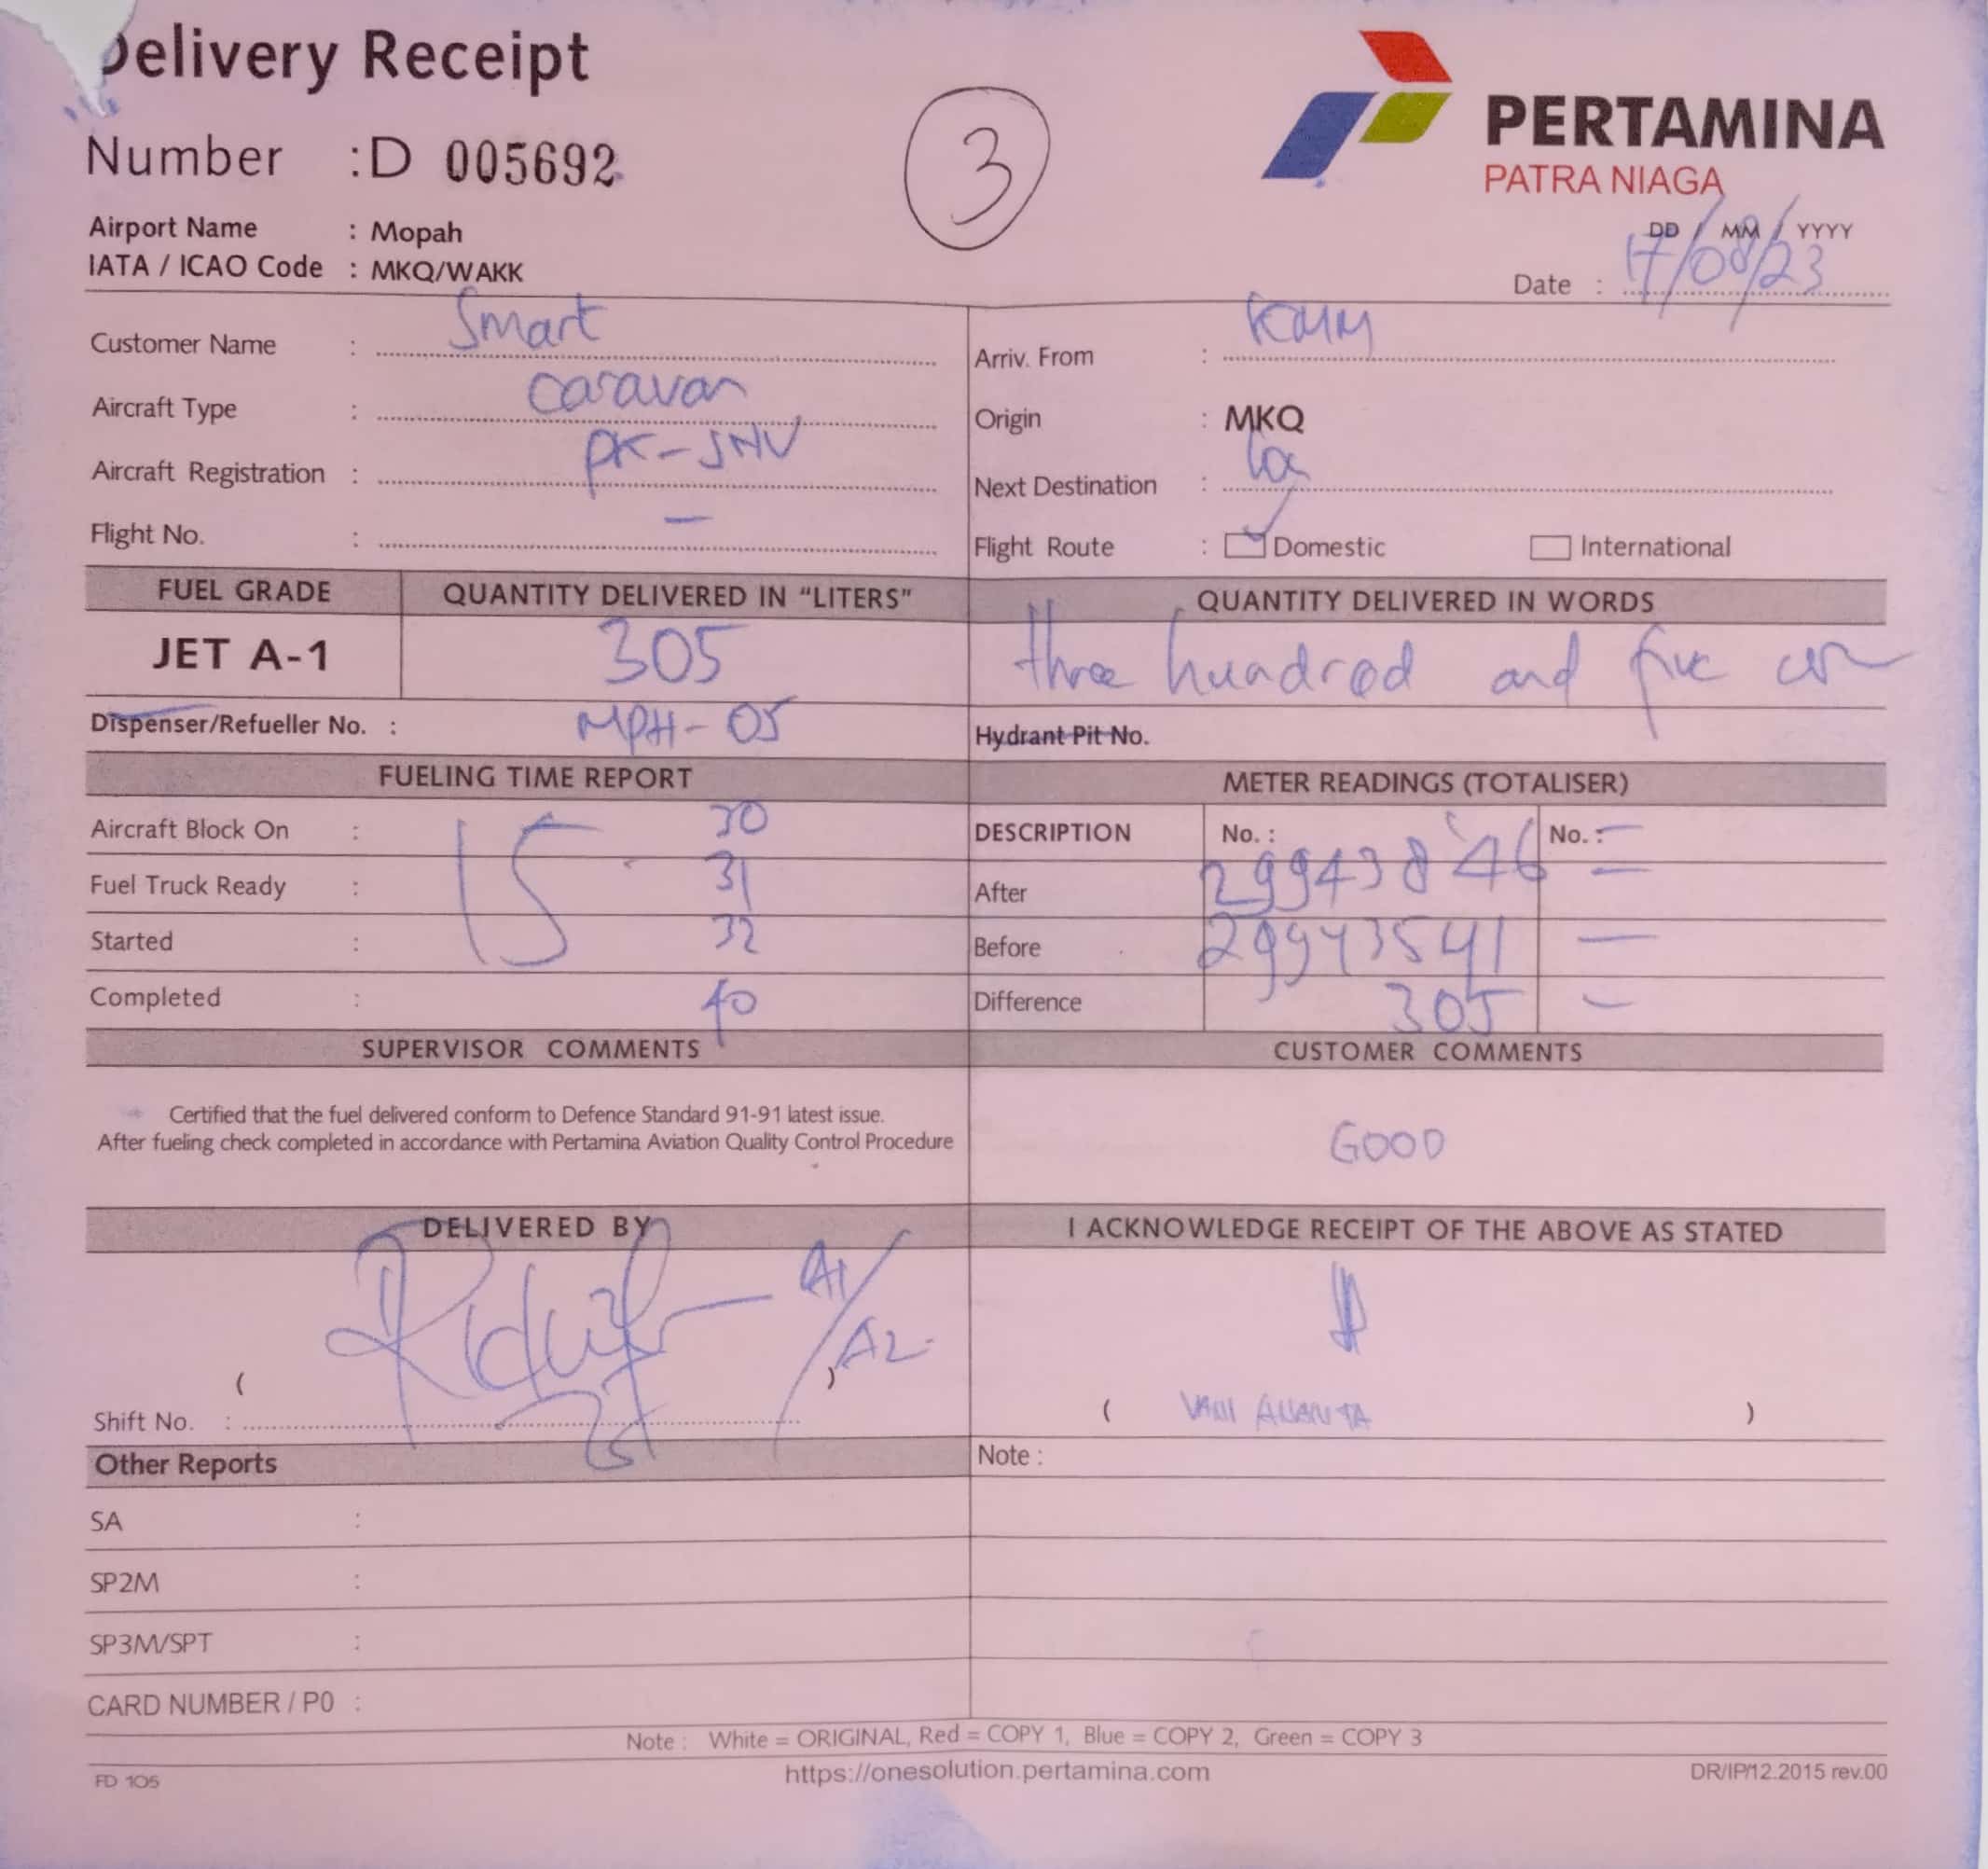 Delivery Receipt
3
PERTAMINA
PATRA NIAGA
Number : D 005692
Airport Name : Mopah
IATA / ICAO Code : MKQ/WAKK
DD / MM / YYYY
Date : 17/08/23
Customer Name : Smart
Arriv. From :
Aircraft Type : Caravan
Origin : MKQ
Aircraft Registration : PK-SNV
Next Destination :
Flight No. : -
Flight Route : Domestic International
FUEL GRADE QUANTITY DELIVERED IN "LITERS" QUANTITY DELIVERED IN WORDS
JET A-1 305 three hundred and five
Dispenser/Refueller No. : MPH-05
Hydrant Pit No.
FUELING TIME REPORT METER READINGS (TOTALISER)
Aircraft Block On : 15 30
DESCRIPTION No. : No. : -
Fuel Truck Ready : 31
After 29943846 -
Started : 32
Before 29943541 -
Completed : 40
Difference 305 -
SUPERVISOR COMMENTS CUSTOMER COMMENTS
Certified that the fuel delivered conform to Defence Standard 91-91 latest issue.
After fueling check completed in accordance with Pertamina Aviation Quality Control Procedure
GOOD
DELIVERED BY I ACKNOWLEDGE RECEIPT OF THE ABOVE AS STATED
A1/
A2
( )
( )
Shift No. :
Other Reports Note :
SA :
SP2M :
SP3M/SPT :
CARD NUMBER / P0 :
Note : White = ORIGINAL, Red = COPY 1, Blue = COPY 2, Green = COPY 3
FD 105 https://onesolution.pertamina.com DR/IP/12.2015 rev.00